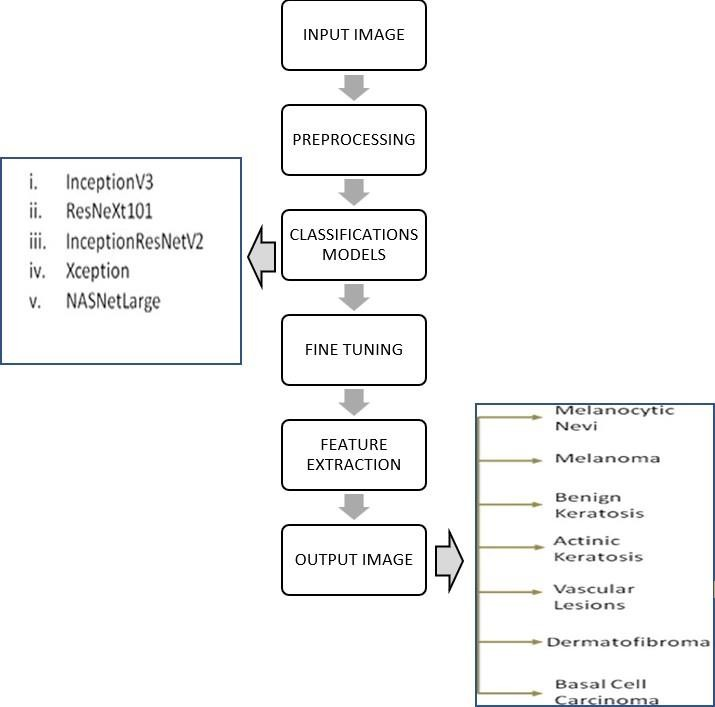 INPUT IMAGE
PREPROCESSING
i. InceptionV3
ii. ResNeXt101
iii. InceptionResNetV2
iv. Xception
v. NASNetLarge
CLASSIFICATIONS
MODELS
FINE TUNING
FEATURE
EXTRACTION
OUTPUT IMAGE
Melanocytic
Nevi
Melanoma
Benign
Keratosis
Actinic
Keratosis
Vascular
Lesions
Dermatofibroma
Basal Cell
Carcinoma